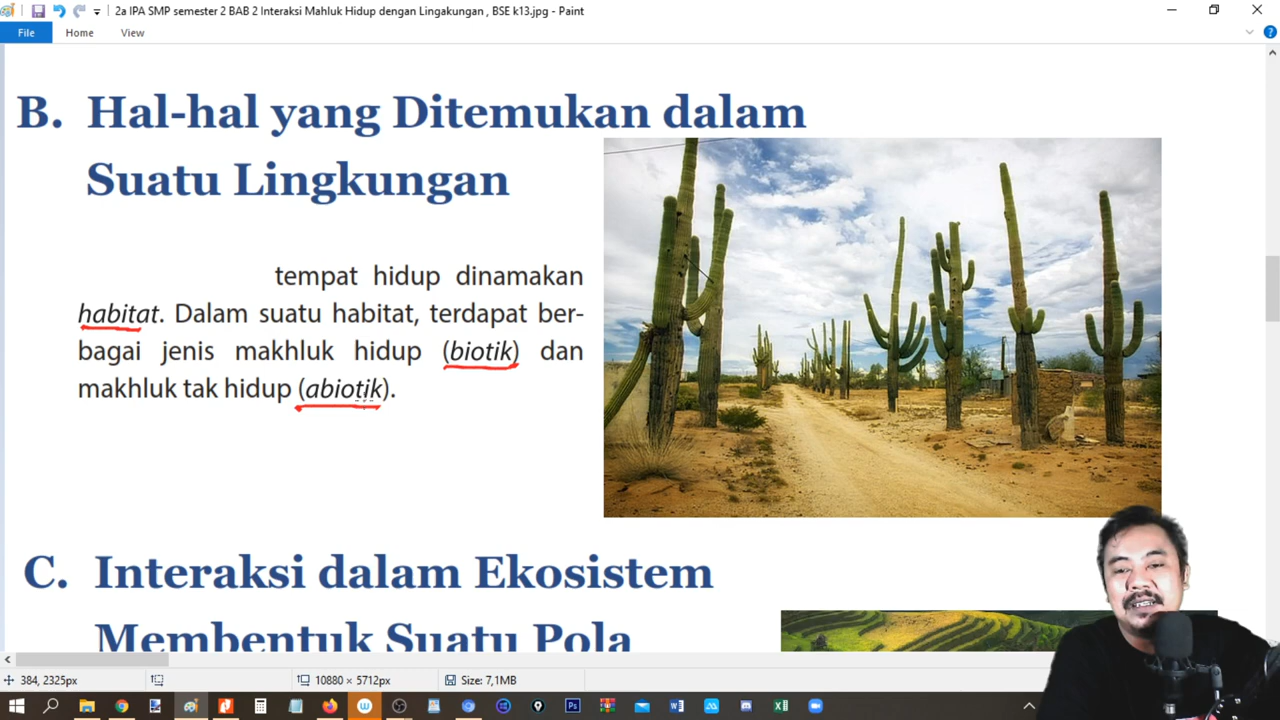 2a IPA SMP semester 2 BAB 2 Interaksi Mahluk Hidup dengan Lingakungan , BSE k13.jpg - Paint
File Home View
B. Hal-hal yang Ditemukan dalam
Suatu Lingkungan
tempat hidup dinamakan
habitat. Dalam suatu habitat, terdapat ber-
bagai jenis makhluk hidup (biotik) dan
makhluk tak hidup (abiotik).
C. Interaksi dalam Ekosistem
Membentuk Suatu Pola
384, 2325px 10880 × 5712px Size: 7,1MB